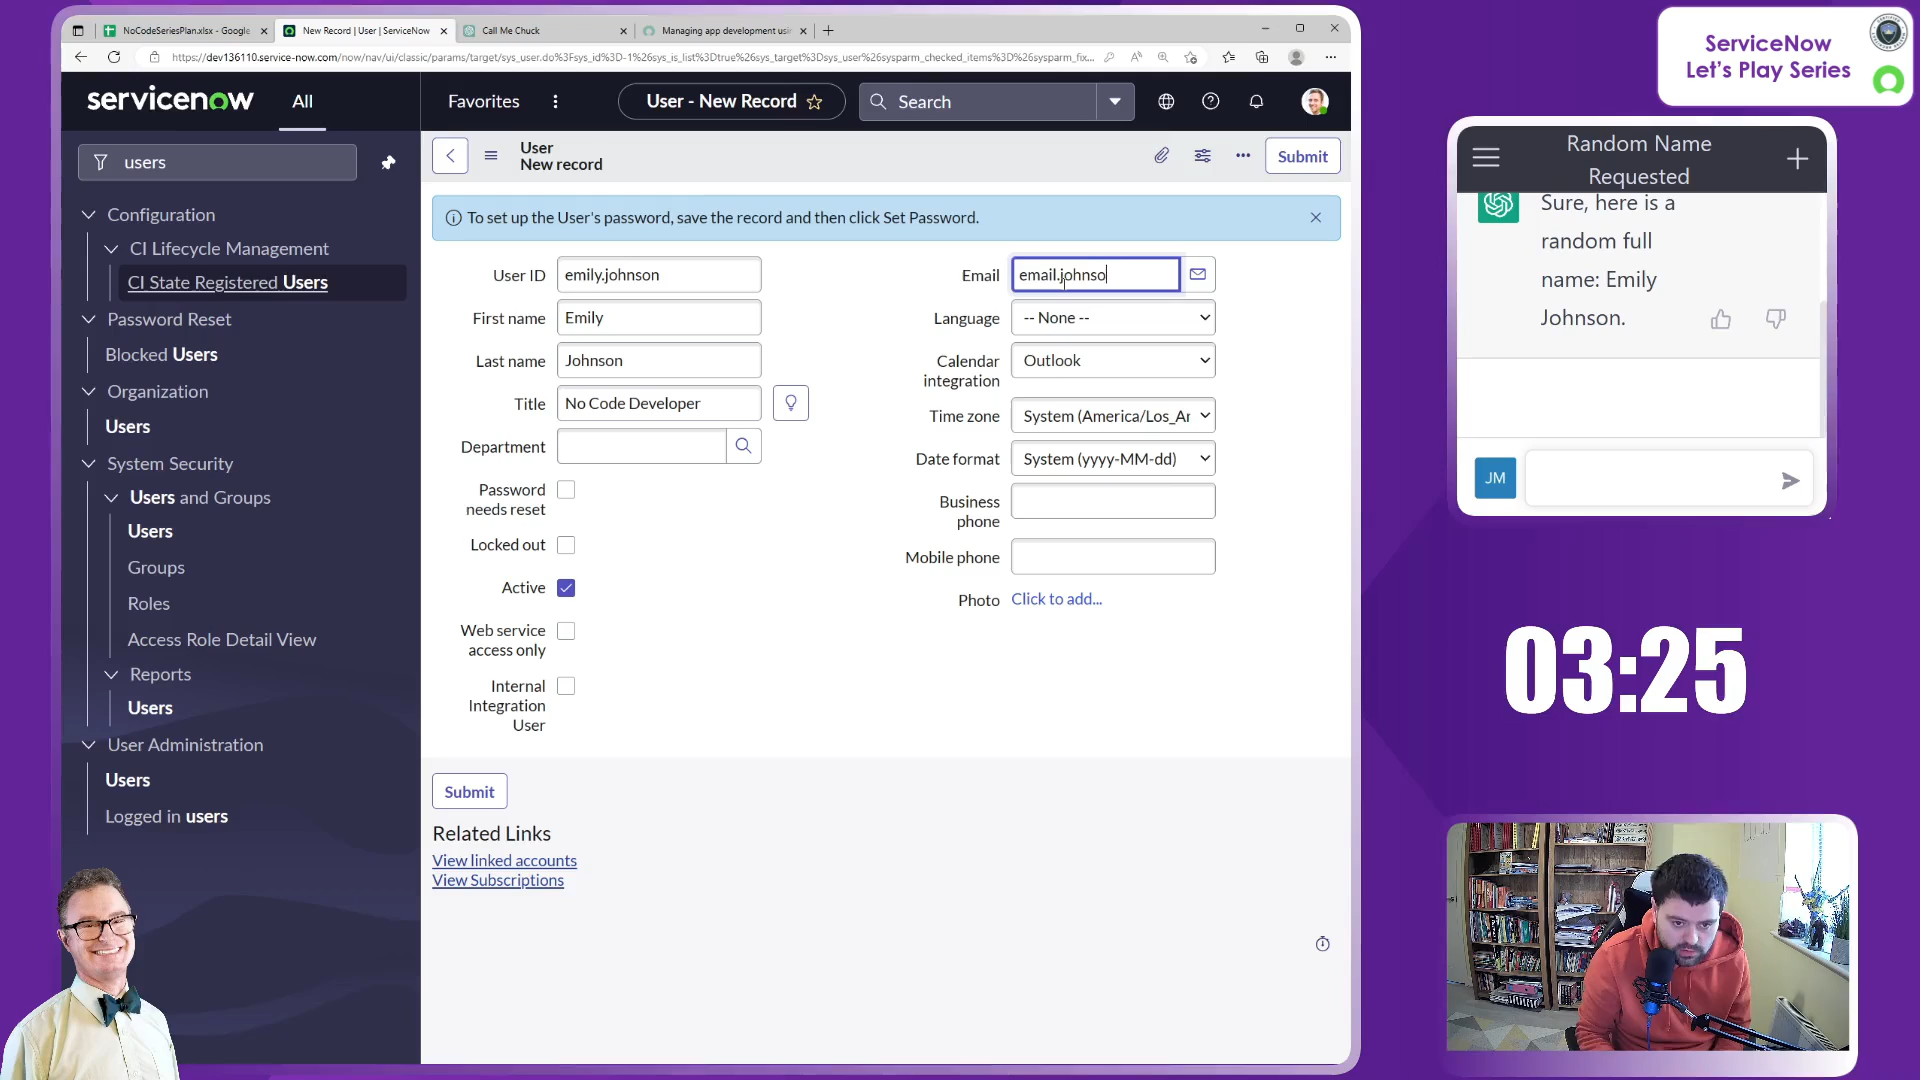 NoCodeSeriesPlan.xlsx - Google
New Record | User | ServiceNow
Call Me Chuck
Managing app development usi
https://dev136110.service-now.com/now/nav/ui/classic/params/target/sys_user.do%3Fsys_id%3D-1%26sys_is_list%3Dtrue%26sys_target%3Dsys_user%26sysparm_checked_items%3D%26sysparm_fix...
servicenow
All
Favorites
User - New Record
Search
users
Configuration
CI Lifecycle Management
CI State Registered Users
Password Reset
Blocked Users
Organization
Users
System Security
Users and Groups
Users
Groups
Roles
Access Role Detail View
Reports
Users
User Administration
Users
Logged in users
User
New record
Submit
To set up the User's password, save the record and then click Set Password.
User ID
emily.johnson
First name
Emily
Last name
Johnson
Title
No Code Developer
Department
Password
needs reset
Locked out
Active
Web service
access only
Internal
Integration
User
Email
email.johnso
Language
-- None --
Calendar
integration
Outlook
Time zone
System (America/Los_Ar
Date format
System (yyyy-MM-dd)
Business
phone
Mobile phone
Photo
Click to add...
Submit
Related Links
View linked accounts
View Subscriptions
ServiceNow
Let's Play Series
Random Name
Requested
Sure, here is a
random full
name: Emily
Johnson.
JM
03:25